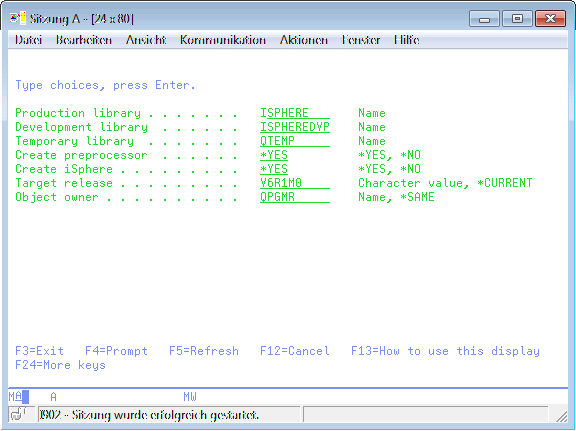 Sitzung A - [24 x 80]
Datei Bearbeiten Ansicht Kommunikation Aktionen Fenster Hilfe
Type choices, press Enter.
Production library . . . . . . . ISPHERE Name
Development library . . . . . . . ISPHEREDVP Name
Temporary library . . . . . . . QTEMP Name
Create preprocessor . . . . . . . *YES *YES, *NO
Create iSphere . . . . . . . . . *YES *YES, *NO
Target release . . . . . . . . . V6R1M0 Character value, *CURRENT
Object owner . . . . . . . . . . QPGMR Name, *SAME
F3=Exit F4=Prompt F5=Refresh F12=Cancel F13=How to use this display
F24=More keys
MA A MW
I902 - Sitzung wurde erfolgreich gestartet.